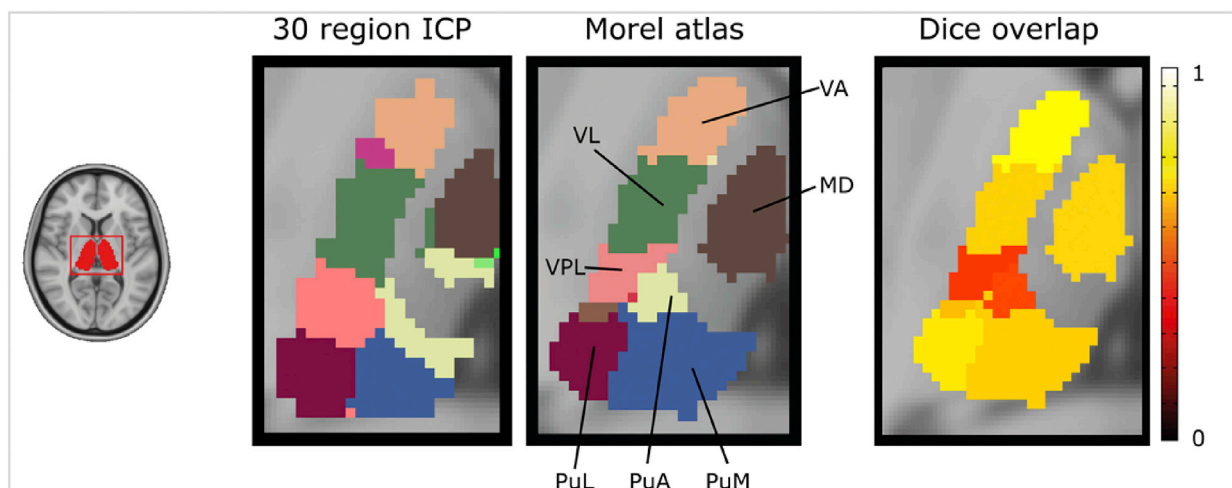 30 region ICP
Morel atlas
Dice overlap
1
VA
VL
MD
VPL
0
PuL
PuA
PuM